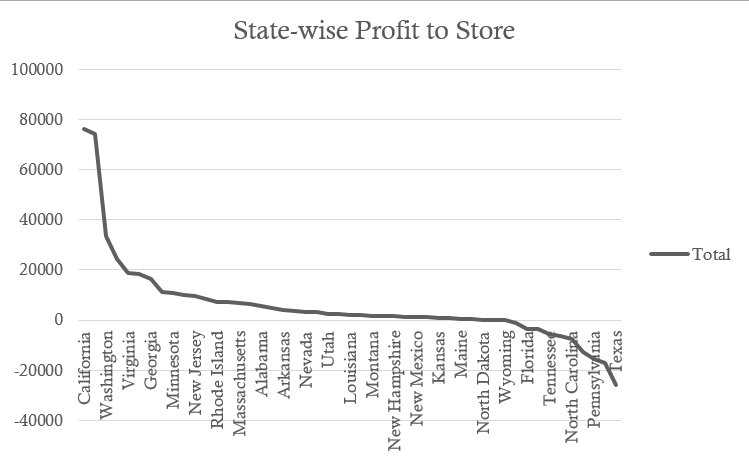 State-wise Profit to Store
100000
80000
60000
40000
20000
0
-20000
-40000
California
Washington
Virginia
Georgia
Minnesota
New Jersey
Rhode Island
Massachusetts
Alabama
Arkansas
Nevada
Utah
Louisiana
Montana
New Hampshire
New Mexico
Kansas
Maine
North Dakota
Wyoming
Florida
Tennessee
North Carolina
Pennsylvania
Texas
Total